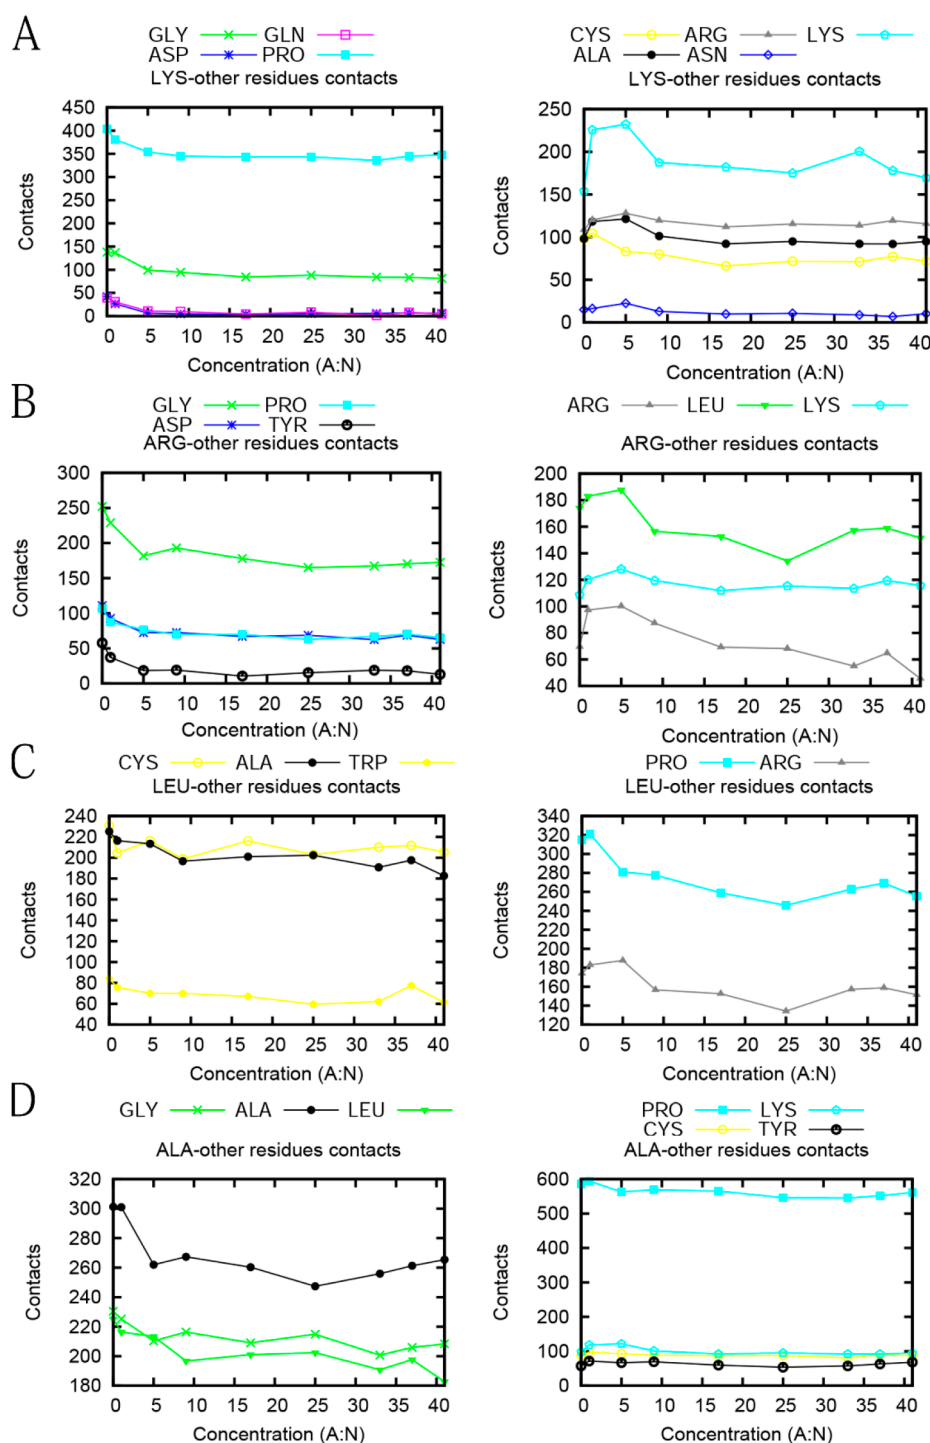 A
GLY GLN
ASP PRO
LYS-other residues contacts
450
400
350
300
250
200
150
100
50
0
Contacts
0 5 10 15 20 25 30 35 40
Concentration (A:N)
CYS ARG LYS
ALA ASN
LYS-other residues contacts
250
200
150
100
50
0
Contacts
0 5 10 15 20 25 30 35 40
Concentration (A:N)
B
GLY PRO
ASP TYR
ARG-other residues contacts
300
250
200
150
100
50
0
Contacts
0 5 10 15 20 25 30 35 40
Concentration (A:N)
ARG LEU LYS
ARG-other residues contacts
200
180
160
140
120
100
80
60
40
Contacts
0 5 10 15 20 25 30 35 40
Concentration (A:N)
C
CYS ALA TRP
LEU-other residues contacts
240
220
200
180
160
140
120
100
80
60
40
Contacts
0 5 10 15 20 25 30 35 40
Concentration (A:N)
PRO ARG
LEU-other residues contacts
340
320
300
280
260
240
220
200
180
160
140
120
Contacts
0 5 10 15 20 25 30 35 40
Concentration (A:N)
D
GLY ALA LEU
ALA-other residues contacts
320
300
280
260
240
220
200
180
Contacts
0 5 10 15 20 25 30 35 40
Concentration (A:N)
PRO LYS
CYS TYR
ALA-other residues contacts
600
500
400
300
200
100
0
Contacts
0 5 10 15 20 25 30 35 40
Concentration (A:N)